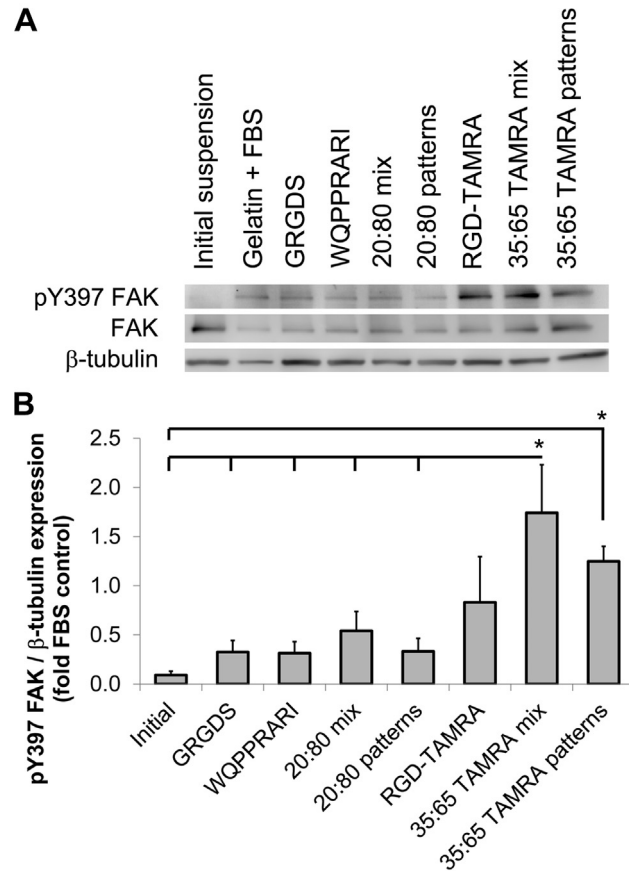 A
Initial suspension
Gelatin + FBS
GRGDS
WQPPRARI
20:80 mix
20:80 patterns
RGD-TAMRA
35:65 TAMRA mix
35:65 TAMRA patterns
pY397 FAK
FAK
β-tubulin
B
pY397 FAK / β-tubulin expression
(fold FBS control)
2.5
2.0
1.5
1.0
0.5
0.0
*
*
Initial
GRGDS
WQPPRARI
20:80 mix
20:80 patterns
RGD-TAMRA
35:65 TAMRA mix
35:65 TAMRA patterns